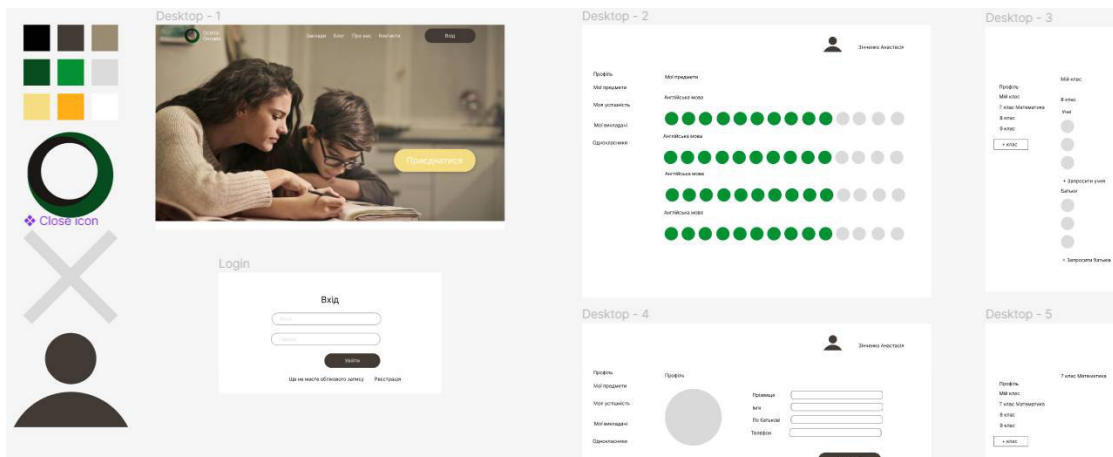 Desktop - 1
Освіта
Онлайн
Заклади Блог Про нас Контакти
Вхід
Приєднатися
Close icon
Login
Вхід
Увійти
Ще не маєте облікового запису Реєстрація
Desktop - 2
Зінченко Анастасія
Профіль
Мої предмети
Моя успішність
Мої викладачі
Однокласники
Мої предмети
Англійська мова
Англійська мова
Англійська мова
Англійська мова
Desktop - 3
Мій клас
Профіль
Мій клас
7 клас Математика
8 клас
9 клас
+ клас
8 клас
Учні
+ Запросити учня
Батьки
+ Запросити батьків
Desktop - 4
Зінченко Анастасія
Профіль
Мої предмети
Моя успішність
Мої викладачі
Однокласники
Профіль
Прізвище
Ім'я
По батькові
Телефон
Desktop - 5
7 клас Математика
Профіль
Мій клас
7 клас Математика
8 клас
9 клас
+ клас